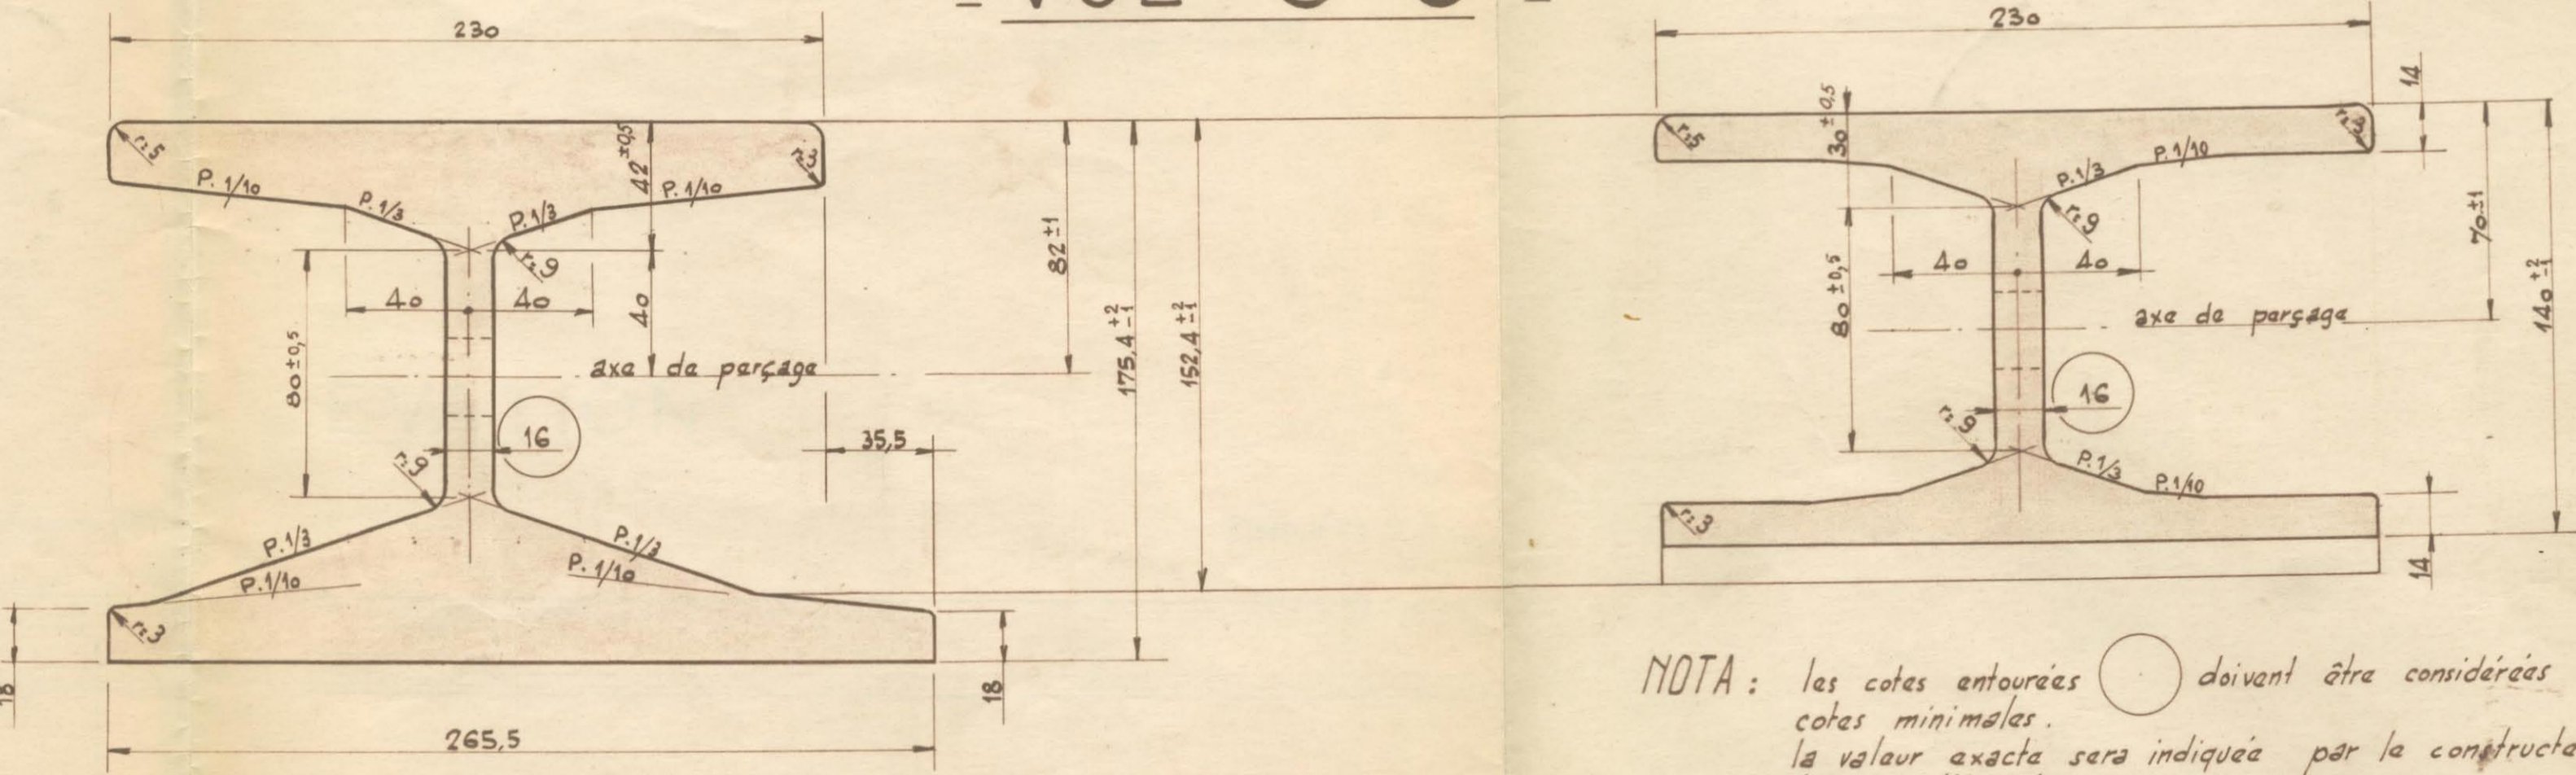 230
r:5
P. 1/10
P. 1/3
P. 1/3
P. 1/10
r:3
42 ±0,5
r:9
40
40
40
80 ±0,5
axe de perçage
16
r:9
P. 1/3
P. 1/10
P. 1/3
P. 1/10
r:3
35,5
18
18
265,5
82 ±1
175,4 +2 -1
152,4 +2 -1
230
14
r:5
30 ±0,5
P. 1/3
P. 1/10
r:3
r:9
40
40
80 ±0,5
axe de perçage
70 ±1
140 +2 -1
16
r:9
P. 1/3
P. 1/10
r:3
14
NOTA : les cotes entourées doivent être considérées
cotes minimales.
la valeur exacte sera indiquée par le constructe